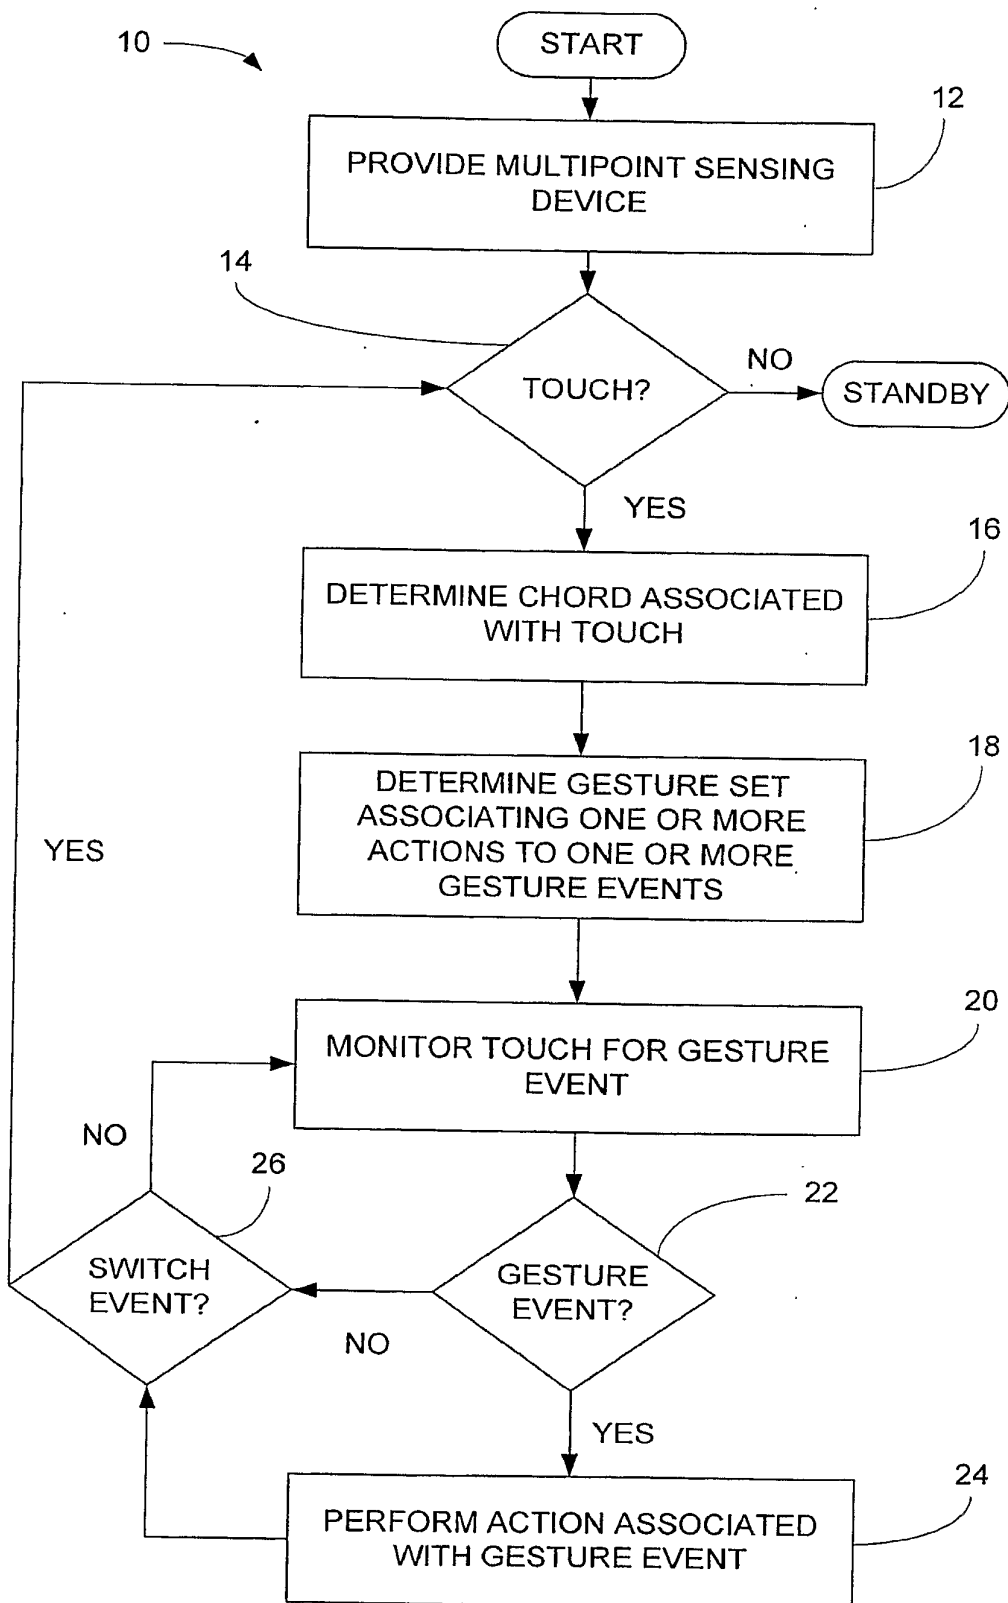 10
START
12
PROVIDE MULTIPOINT SENSING
DEVICE
14
TOUCH?
NO
STANDBY
YES
16
DETERMINE CHORD ASSOCIATED
WITH TOUCH
18
DETERMINE GESTURE SET
ASSOCIATING ONE OR MORE
ACTIONS TO ONE OR MORE
GESTURE EVENTS
YES
20
MONITOR TOUCH FOR GESTURE
EVENT
NO
26
22
SWITCH
EVENT?
GESTURE
EVENT?
NO
YES
24
PERFORM ACTION ASSOCIATED
WITH GESTURE EVENT